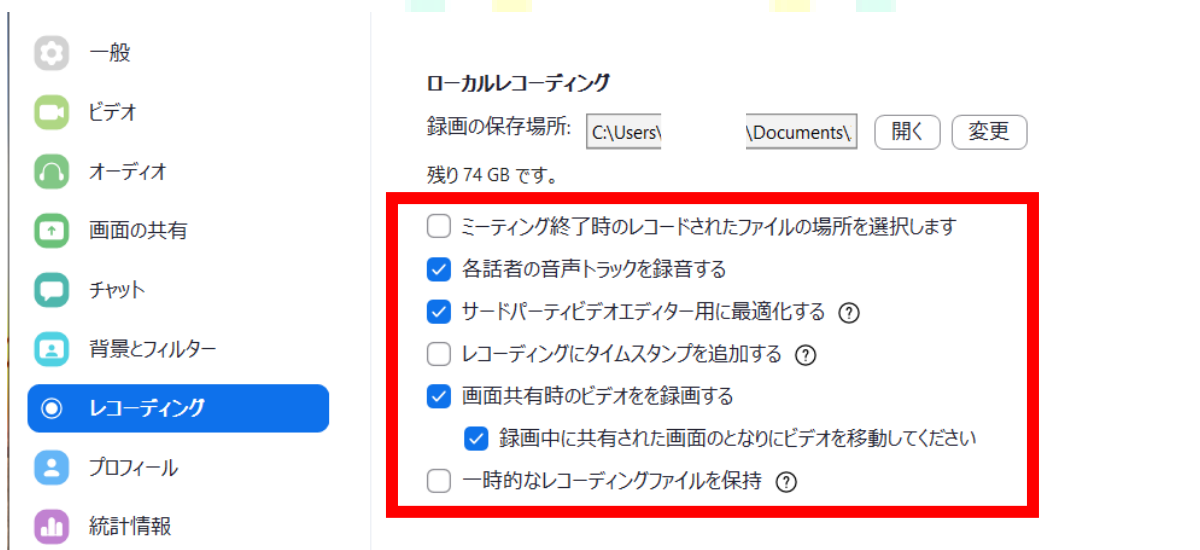 一般
ビデオ
オーディオ
画面の共有
チャット
背景とフィルター
レコーディング
プロフィール
統計情報
ローカルレコーディング
録画の保存場所: C:\Users\ \Documents\ 開く 変更
残り 74 GB です。
ミーティング終了時のレコードされたファイルの場所を選択します
各話者の音声トラックを録音する
サードパーティビデオエディター用に最適化する ?
レコーディングにタイムスタンプを追加する ?
画面共有時のビデオをを録画する
録画中に共有された画面のとなりにビデオを移動してください
一時的なレコーディングファイルを保持 ?